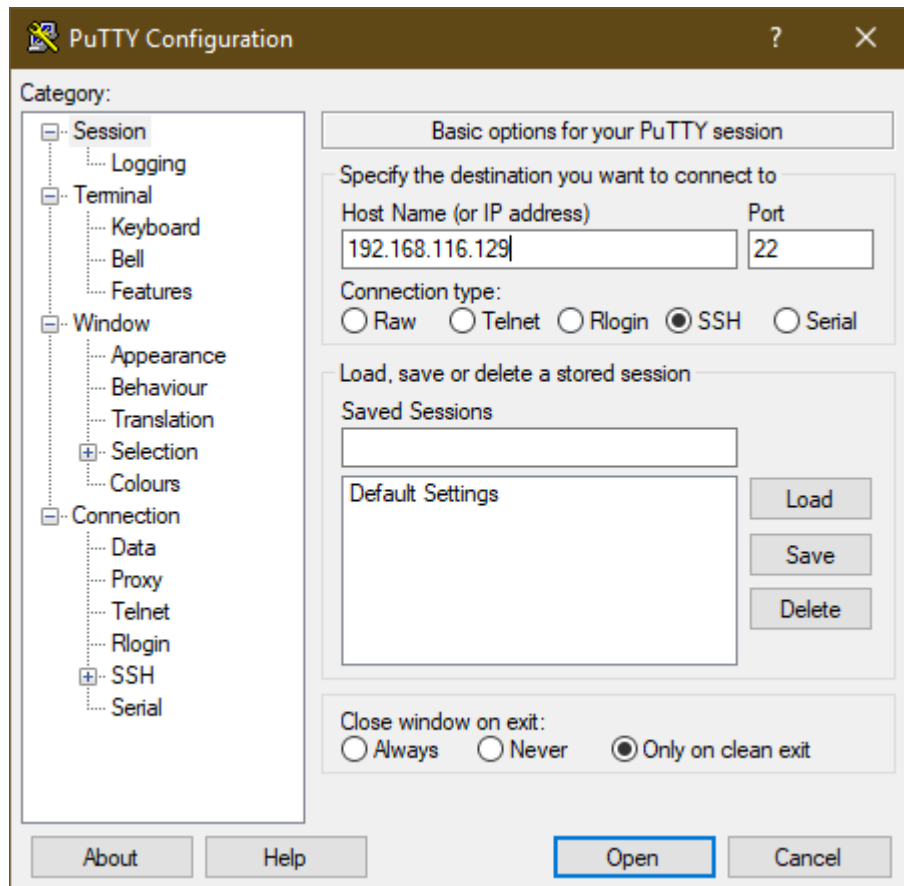 PuTTY Configuration ?
Category:
Session
Logging
Terminal
Keyboard
Bell
Features
Window
Appearance
Behaviour
Translation
Selection
Colours
Connection
Data
Proxy
Telnet
Rlogin
SSH
Serial
Basic options for your PuTTY session
Specify the destination you want to connect to
Host Name (or IP address) Port
192.168.116.129 22
Connection type:
Raw Telnet Rlogin SSH Serial
Load, save or delete a stored session
Saved Sessions
Default Settings
Load
Save
Delete
Close window on exit:
Always Never Only on clean exit
About Help Open Cancel